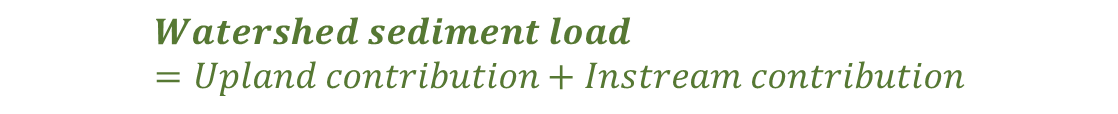 Watershed sediment load
= Upland contribution + Instream contribution